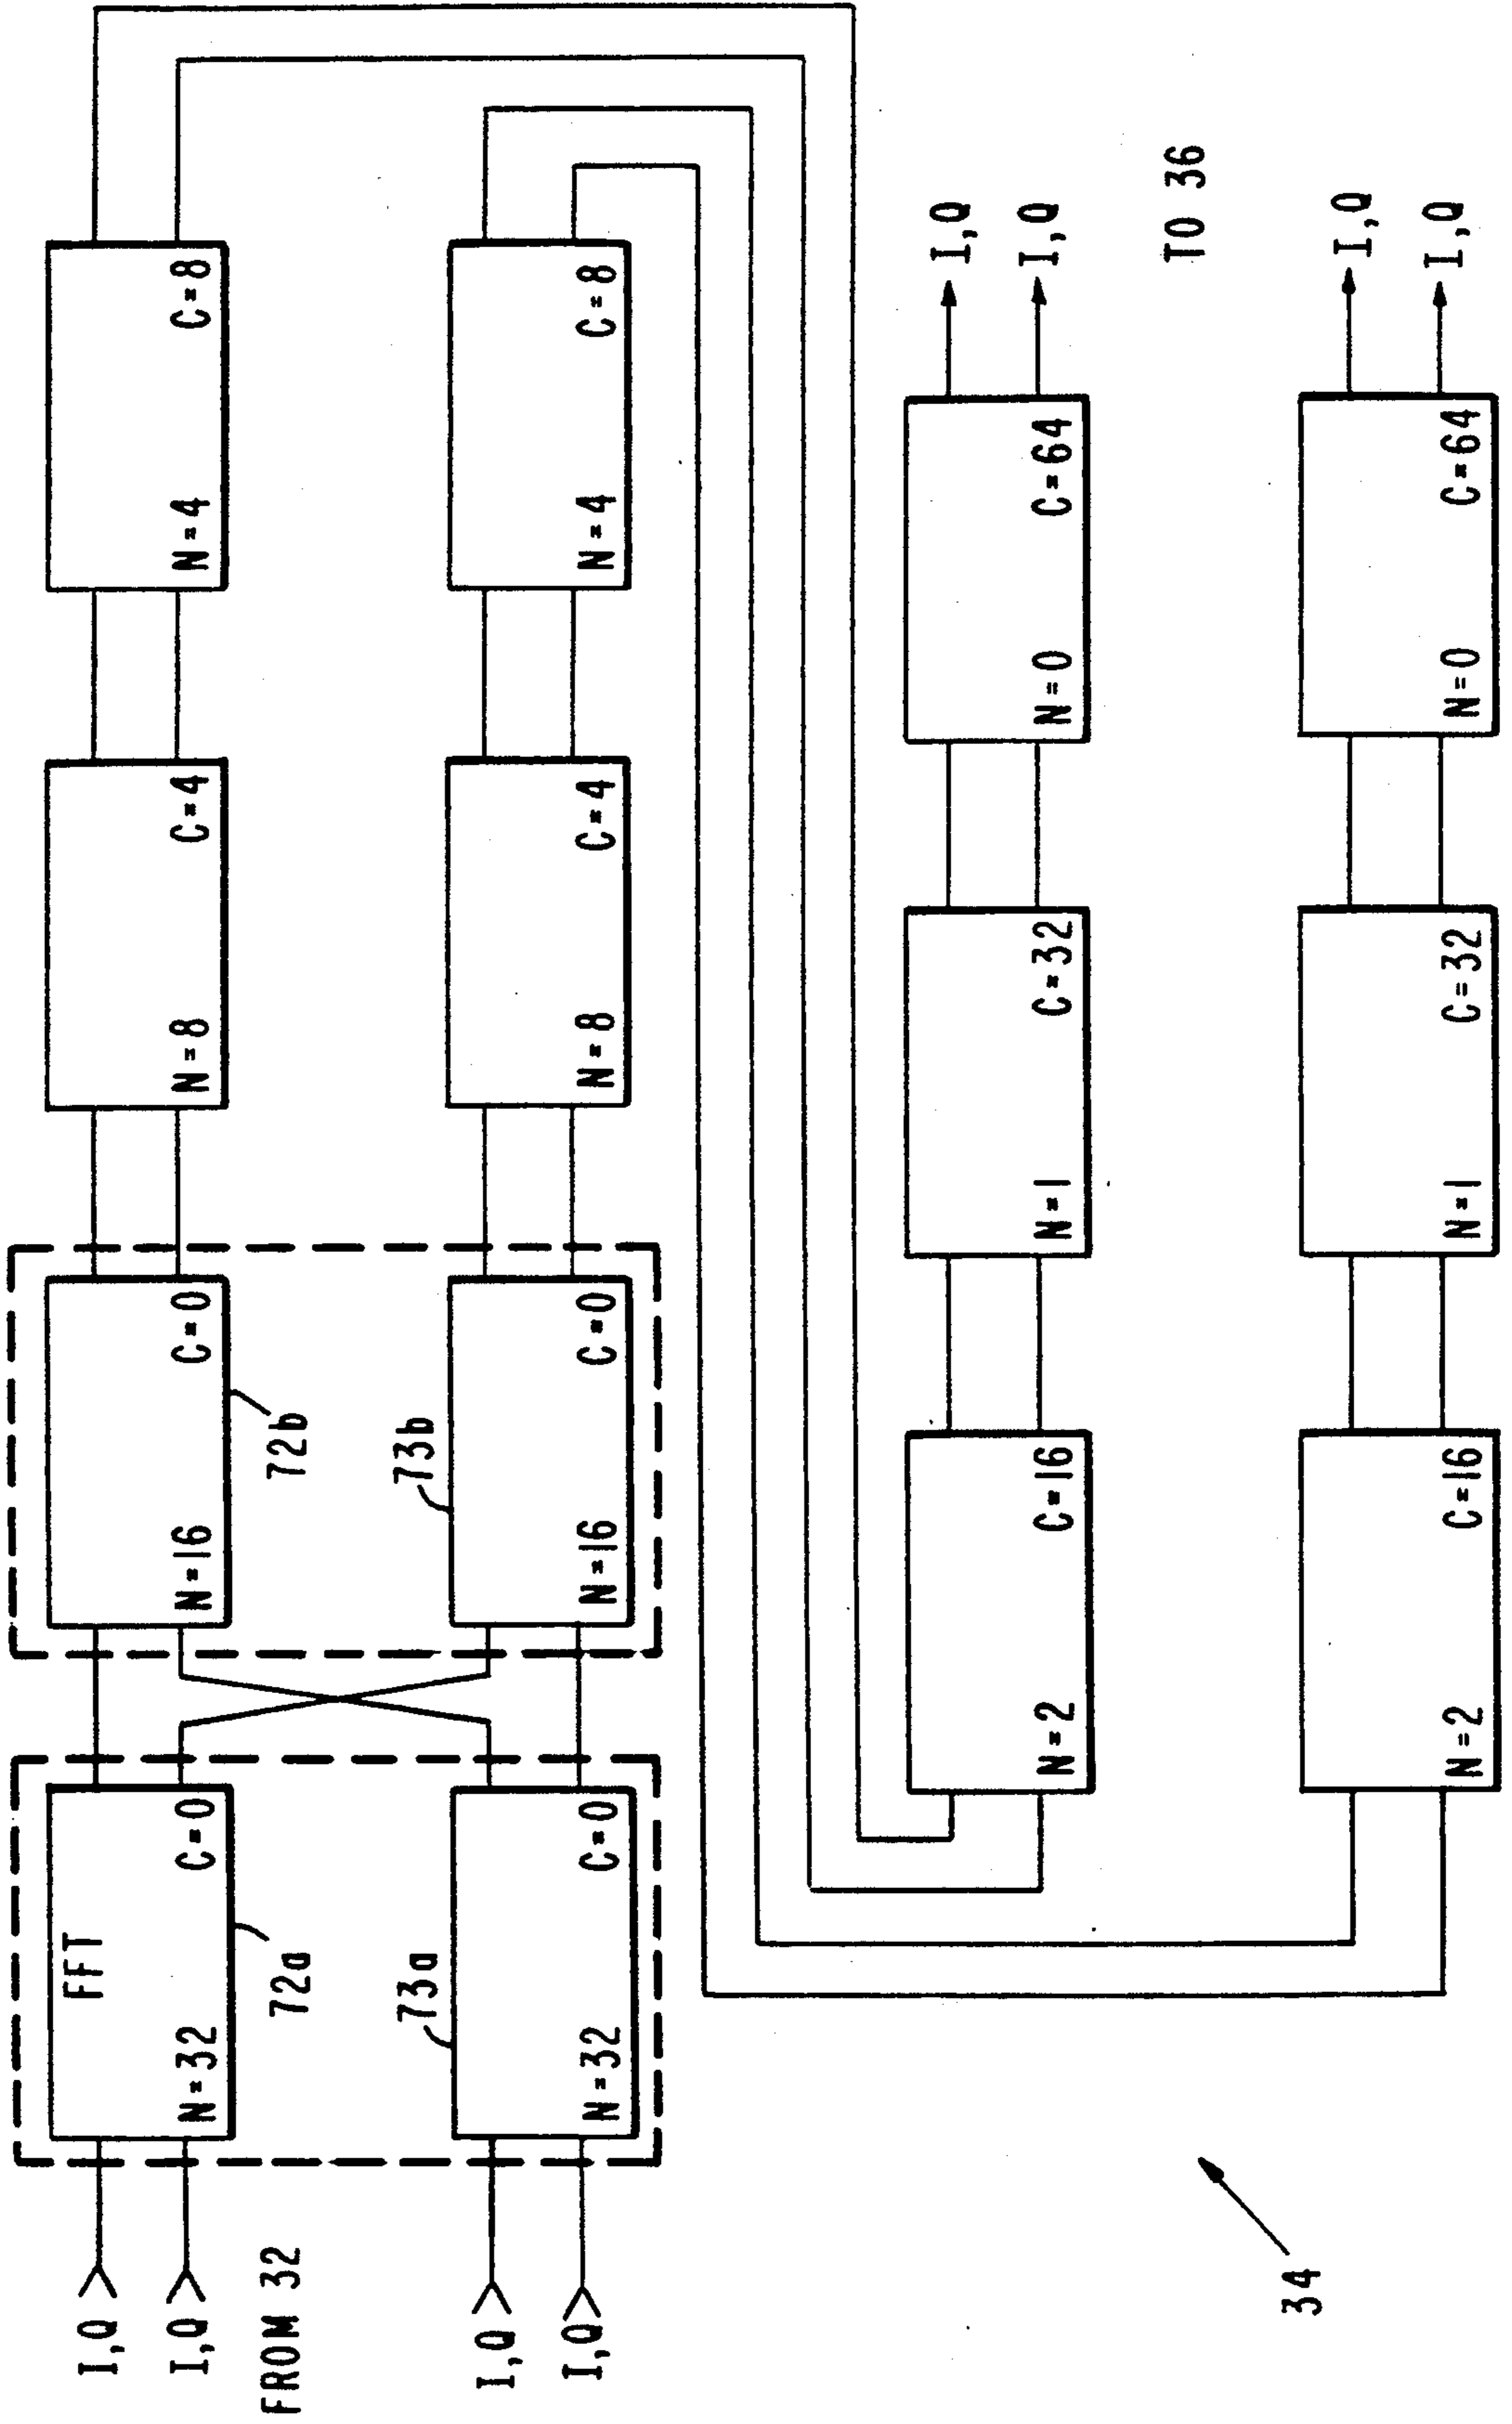 I,Q
I,Q
FROM 32
I,Q
I,Q
FFT
N=32 C=0
72a
73a
N=32 C=0
N=16 C=0
72b
73b
N=16 C=0
N=8 C=4
N=8 C=4
N=4 C=8
N=4 C=8
N=2 C=16
N=2 C=16
N=1 C=32
N=1 C=32
N=0 C=64
N=0 C=64
I,Q
I,Q
TO 36
I,Q
I,Q
34